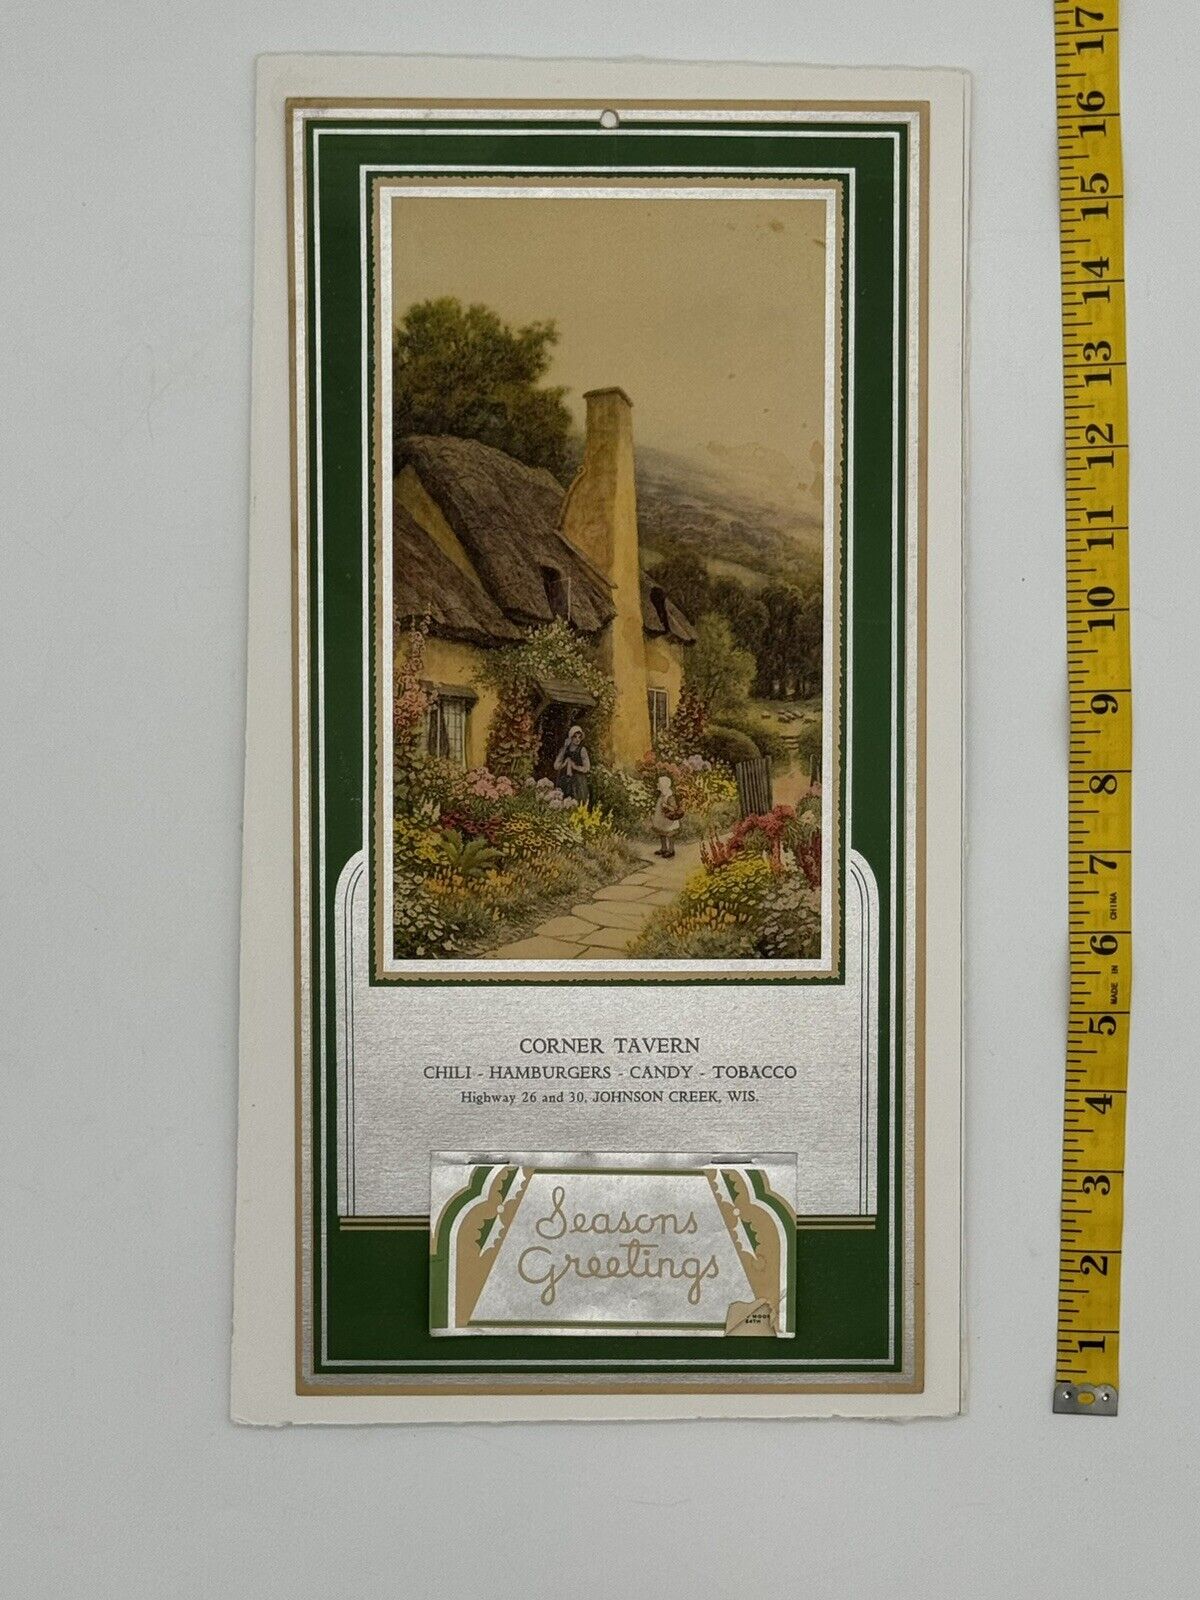 CORNER TAVERN
CHILI - HAMBURGERS - CANDY - TOBACCO
Highway 26 and 30, JOHNSON CREEK, WIS.
Seasons
Greetings
17
16
15
14
13
12
11
10
9
8
7
MADE IN CHINA
6
5
4
3
2
1